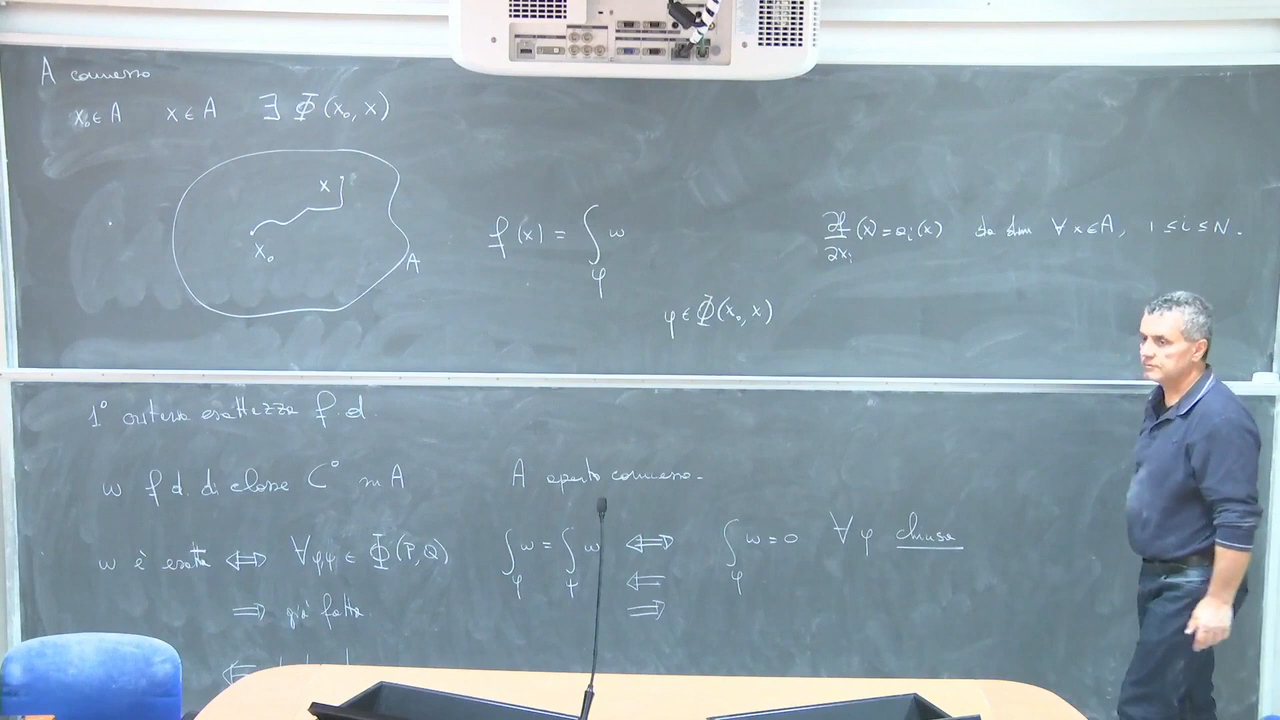 A connesso
x₀ ∈ A x ∈ A ∃ Φ(x₀, x)
x
x₀
A
f(x) = ∫_φ ω
∂f/∂xᵢ (x) = aᵢ(x) da dim ∀ x ∈ A, 1 ≤ i ≤ N.
φ ∈ Φ(x₀, x)
1° criterio esattezza f.d.
ω f d. di classe C° in A A aperto connesso.
ω è esatta ⟺ ∀ φ, ψ ∈ Φ(P, Q) ∫_φ ω = ∫_ψ ω ⟺ ∫_φ ω = 0 ∀ φ chiusa
⟸
⟹ già fatta. ⟹
⟸